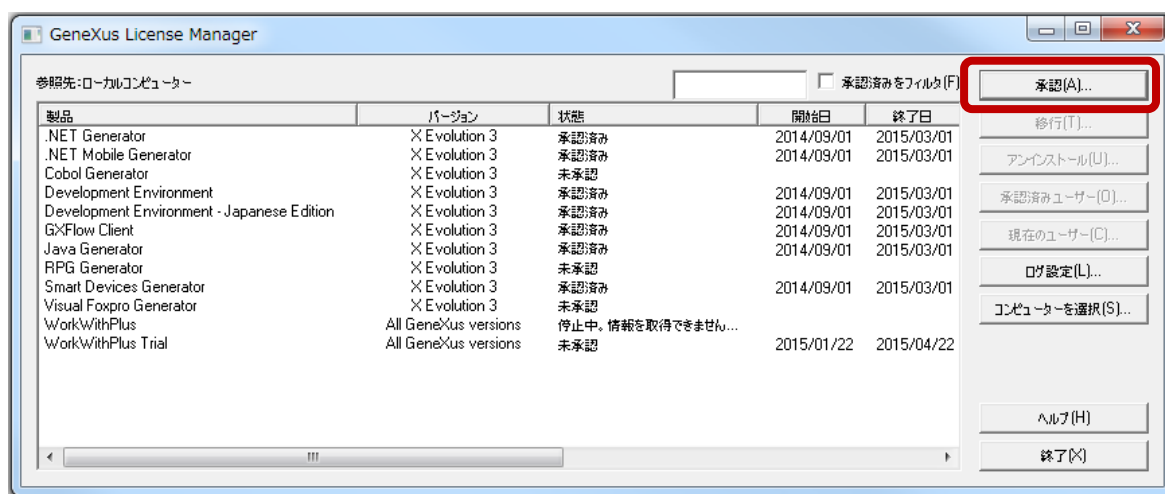 GeneXus License Manager
参照先:ローカルコンピューター 承認済みをフィルタ(F) 承認(A)...
製品 バージョン 状態 開始日 終了日
.NET Generator X Evolution 3 承認済み 2014/09/01 2015/03/01
.NET Mobile Generator X Evolution 3 承認済み 2014/09/01 2015/03/01
Cobol Generator X Evolution 3 未承認
Development Environment X Evolution 3 承認済み 2014/09/01 2015/03/01
Development Environment - Japanese Edition X Evolution 3 承認済み 2014/09/01 2015/03/01
GXFlow Client X Evolution 3 承認済み 2014/09/01 2015/03/01
Java Generator X Evolution 3 承認済み 2014/09/01 2015/03/01
RPG Generator X Evolution 3 未承認
Smart Devices Generator X Evolution 3 承認済み 2014/09/01 2015/03/01
Visual Foxpro Generator X Evolution 3 未承認
WorkWithPlus All GeneXus versions 停止中。情報を取得できません...
WorkWithPlus Trial All GeneXus versions 未承認 2015/01/22 2015/04/22
移行(T)...
アンインストール(U)...
承認済みユーザー(O)...
現在のユーザー(C)...
ログ設定(L)...
コンピューターを選択(S)...
ヘルプ(H)
終了(X)